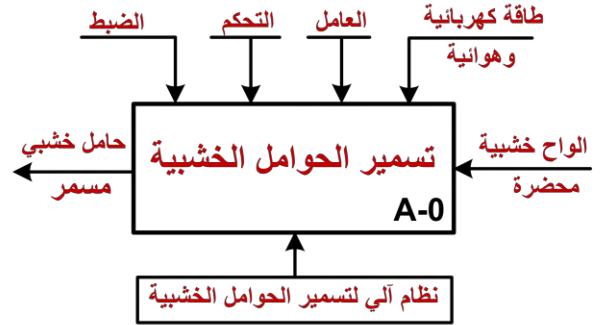 طاقة كهربائية
وهوائية
العامل
التحكم
الضبط
الواح خشبية
محضرة
تسمير الحوامل الخشبية
A-0
حامل خشبي
مسمر
نظام آلي لتسمير الحوامل الخشبية